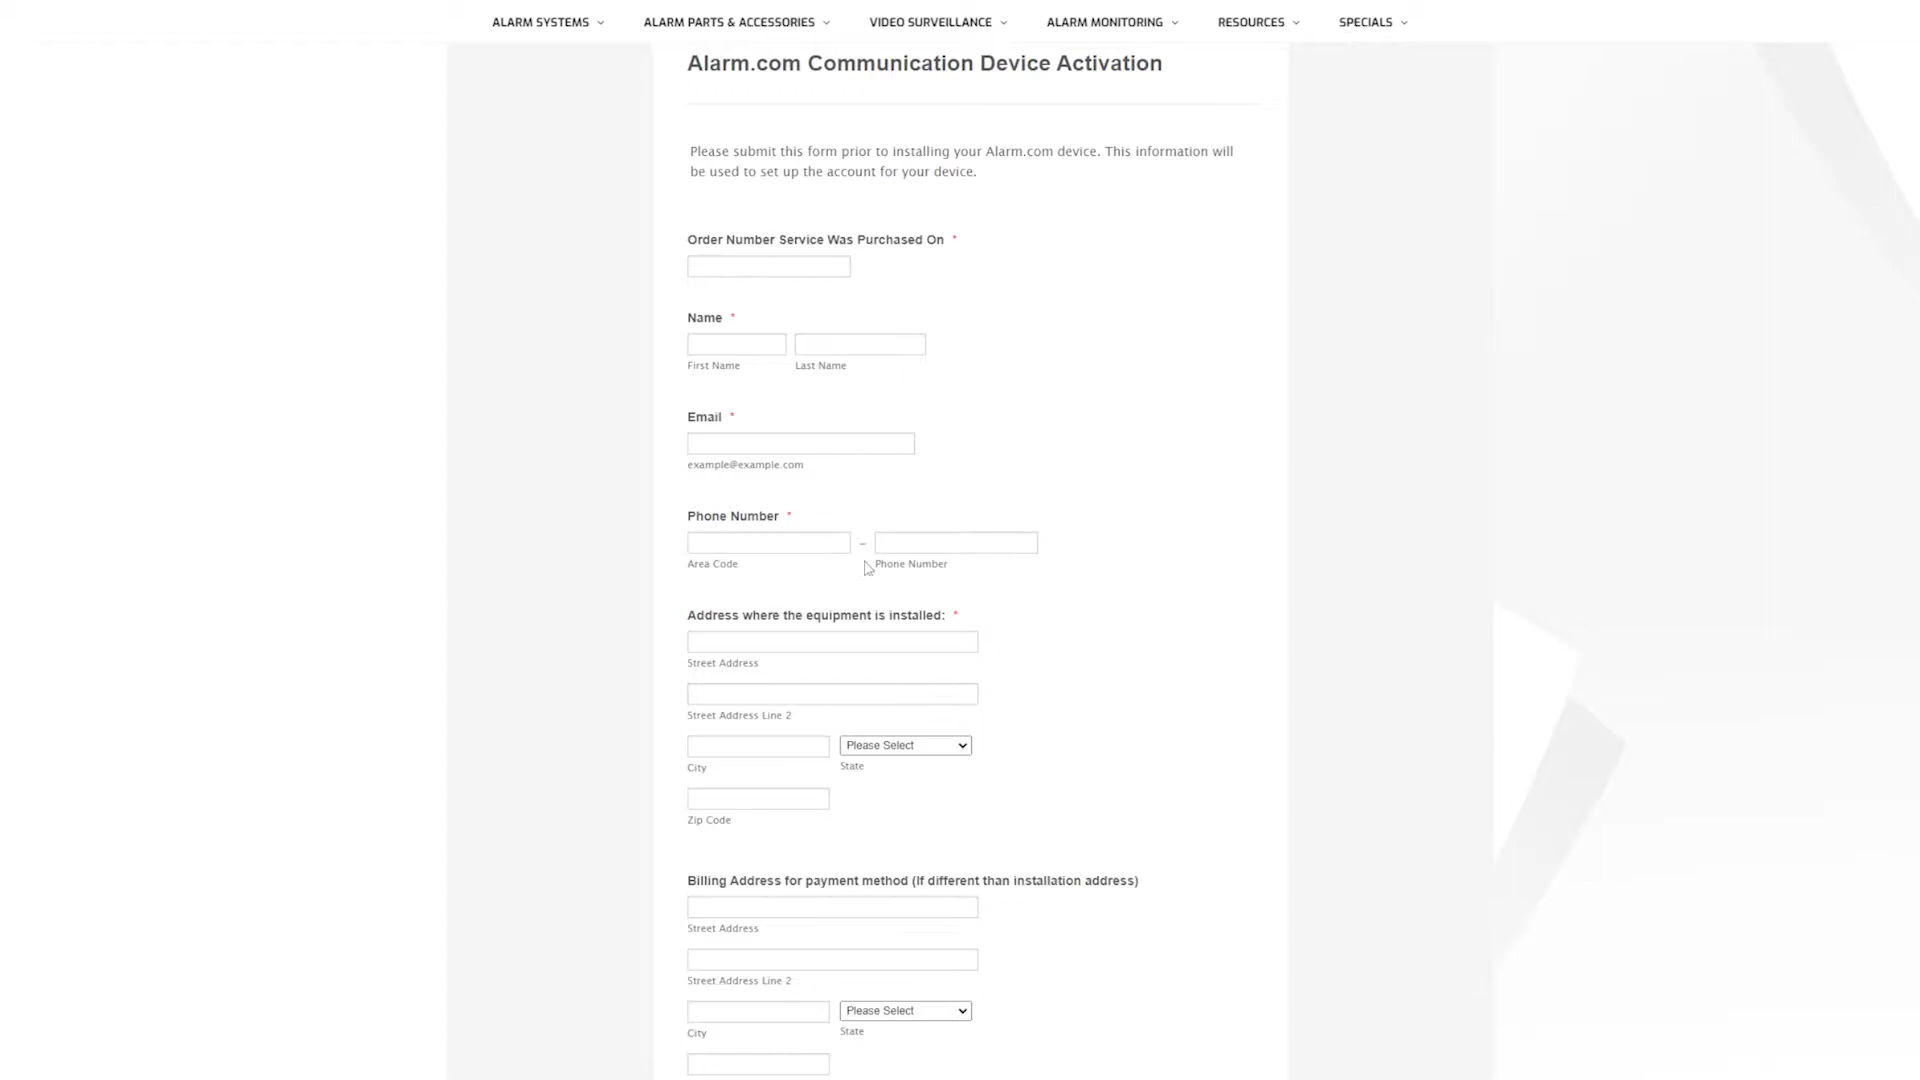 ALARM SYSTEMS ALARM PARTS & ACCESSORIES VIDEO SURVEILLANCE ALARM MONITORING RESOURCES SPECIALS
Alarm.com Communication Device Activation
Please submit this form prior to installing your Alarm.com device. This information will
be used to set up the account for your device.
Order Number Service Was Purchased On *
Name *
First Name Last Name
Email *
example@example.com
Phone Number *
-
Area Code Phone Number
Address where the equipment is installed: *
Street Address
Street Address Line 2
Please Select
City State
Zip Code
Billing Address for payment method (If different than installation address)
Street Address
Street Address Line 2
Please Select
City State